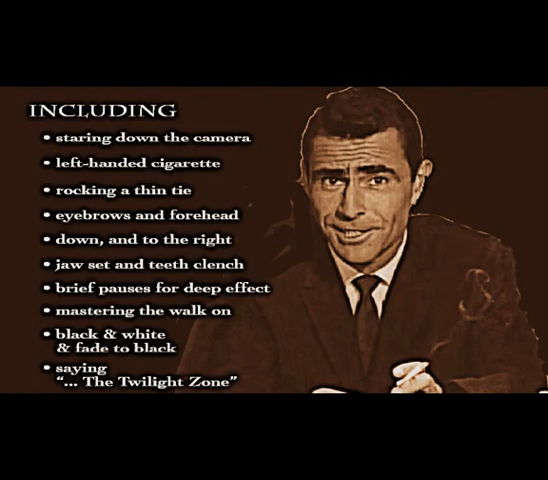 INCLUDING
• staring down the camera
• left-handed cigarette
• rocking a thin tie
• eyebrows and forehead
• down, and to the right
• jaw set and teeth clench
• brief pauses for deep effect
• mastering the walk on
• black & white
& fade to black
• saying
“... The Twilight Zone”